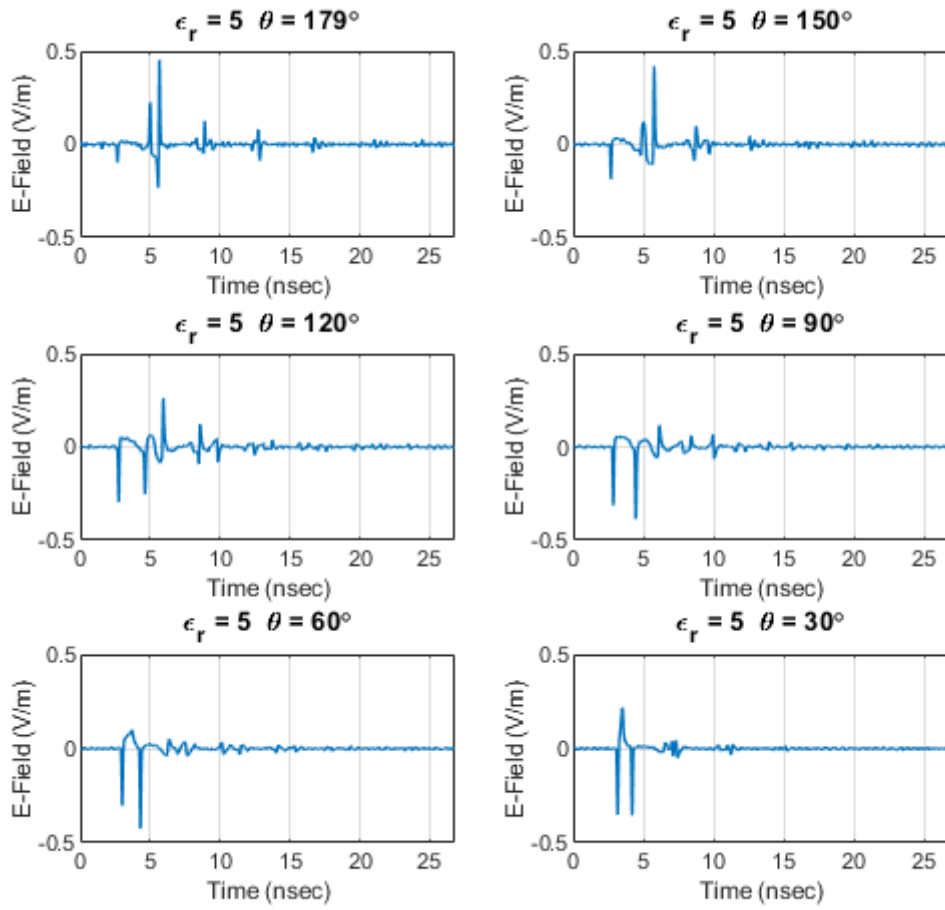 ϵr = 5 θ = 179°
0.5
0
-0.5
E-Field (V/m)
0 5 10 15 20 25
Time (nsec)
ϵr = 5 θ = 150°
0.5
0
-0.5
E-Field (V/m)
0 5 10 15 20 25
Time (nsec)
ϵr = 5 θ = 120°
0.5
0
-0.5
E-Field (V/m)
0 5 10 15 20 25
Time (nsec)
ϵr = 5 θ = 90°
0.5
0
-0.5
E-Field (V/m)
0 5 10 15 20 25
Time (nsec)
ϵr = 5 θ = 60°
0.5
0
-0.5
E-Field (V/m)
0 5 10 15 20 25
Time (nsec)
ϵr = 5 θ = 30°
0.5
0
-0.5
E-Field (V/m)
0 5 10 15 20 25
Time (nsec)